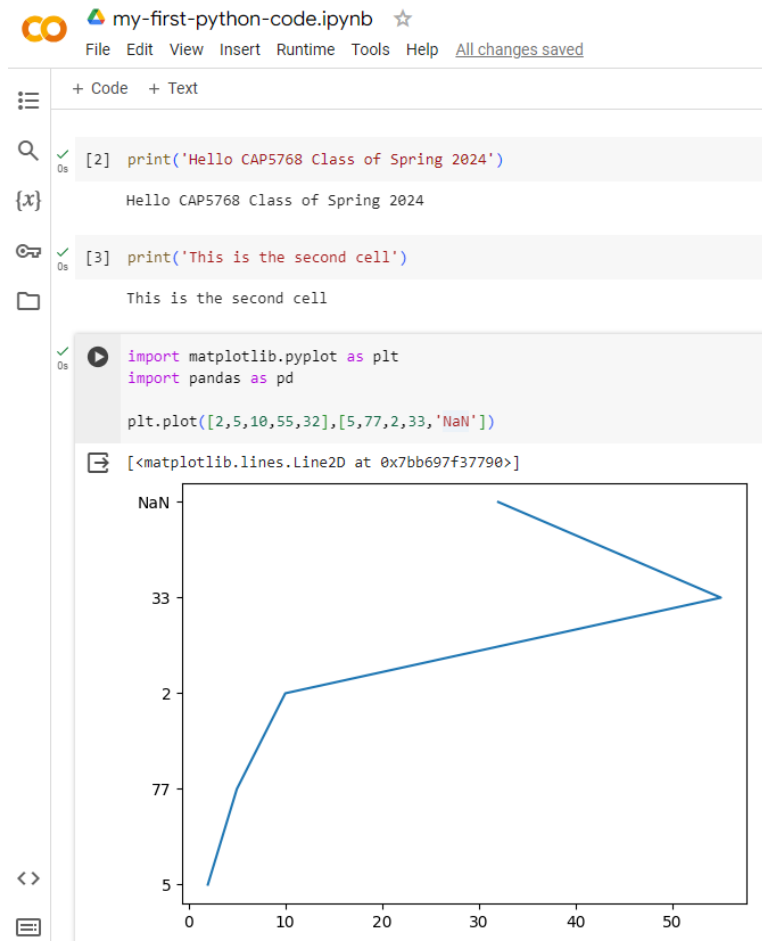 my-first-python-code.ipynb
File Edit View Insert Runtime Tools Help All changes saved
+ Code + Text
[2] print('Hello CAP5768 Class of Spring 2024')
0s
Hello CAP5768 Class of Spring 2024
{x}
[3] print('This is the second cell')
0s
This is the second cell
import matplotlib.pyplot as plt
0s
import pandas as pd
plt.plot([2,5,10,55,32],[5,77,2,33,'NaN'])
[<matplotlib.lines.Line2D at 0x7bb697f37790>]
NaN
33
2
77
5
0 10 20 30 40 50